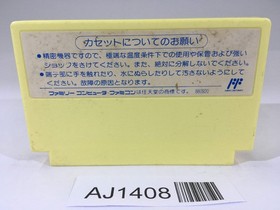 カセットについてのお願い
●精密機器ですので、極端な温度条件下での使用や保管および強い
ショックをさけてください。また、絶対に分解しないでください。
●端子部に手を触れたり、水にぬらしたりして汚さないようにしてく
ださい。故障の原因となります。
ファミリーコンピュータ・ファミコンは任天堂の商標です。
AJ1408